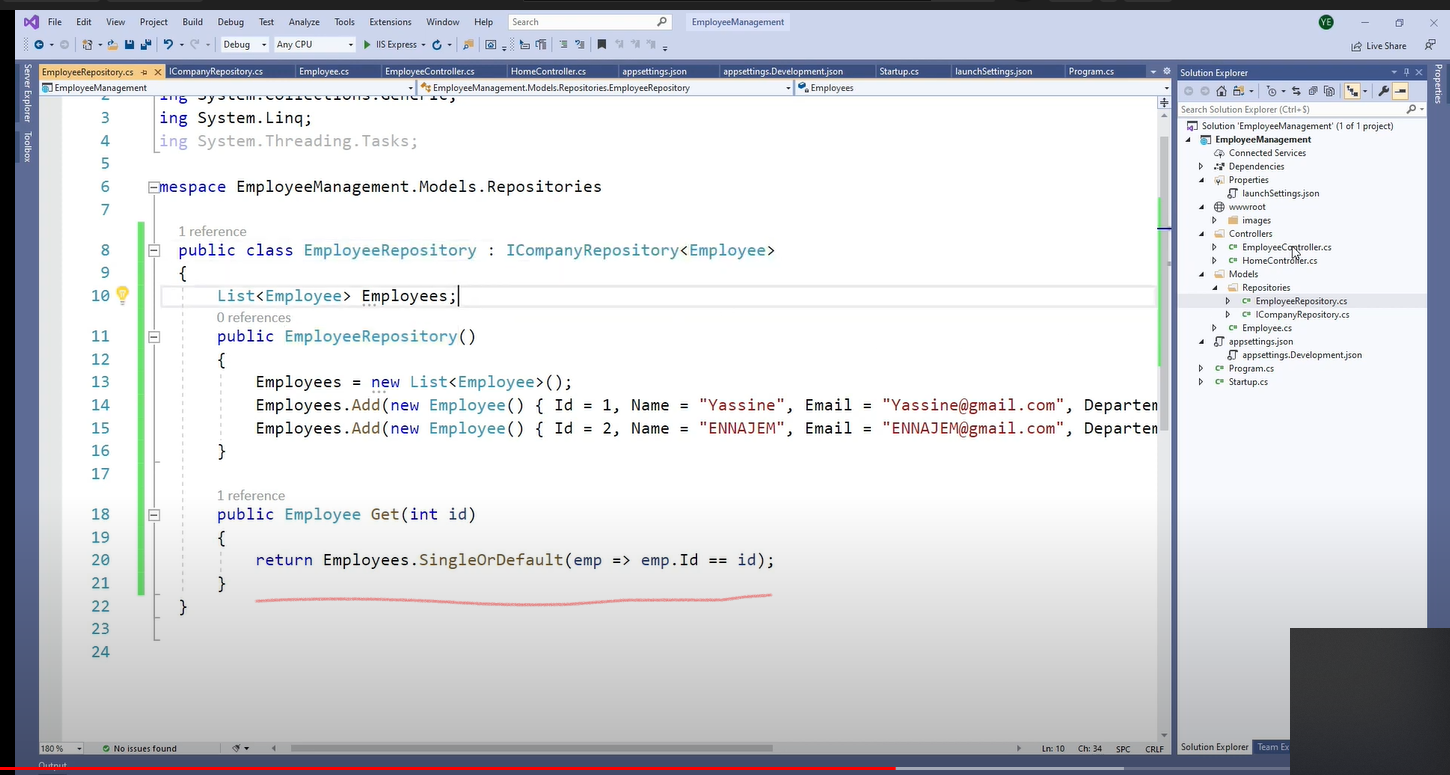 File Edit View Project Build Debug Test Analyze Tools Extensions Window Help Search EmployeeManagement YE
Debug Any CPU IIS Express Live Share
Server Explorer
Toolbox
EmployeeRepository.cs ICompanyRepository.cs Employee.cs EmployeeController.cs HomeController.cs appsettings.json appsettings.Development.json Startup.cs launchSettings.json Program.cs
EmployeeManagement EmployeeManagement.Models.Repositories.EmployeeRepository Employees
2 ing System.Collections.Generic;
3 ing System.Linq;
4 ing System.Threading.Tasks;
5
6 mespace EmployeeManagement.Models.Repositories
7
1 reference
8 public class EmployeeRepository : ICompanyRepository<Employee>
9 {
10 List<Employee> Employees;
0 references
11 public EmployeeRepository()
12 {
13 Employees = new List<Employee>();
14 Employees.Add(new Employee() { Id = 1, Name = "Yassine", Email = "Yassine@gmail.com", Departem
15 Employees.Add(new Employee() { Id = 2, Name = "ENNAJEM", Email = "ENNAJEM@gmail.com", Departem
16 }
17
1 reference
18 public Employee Get(int id)
19 {
20 return Employees.SingleOrDefault(emp => emp.Id == id);
21 }
22 }
23
24
180 % No issues found Ln: 10 Ch: 34 SPC CRLF
Output
Solution Explorer
Search Solution Explorer (Ctrl+$)
Solution 'EmployeeManagement' (1 of 1 project)
EmployeeManagement
Connected Services
Dependencies
Properties
launchSettings.json
wwwroot
images
Controllers
EmployeeController.cs
HomeController.cs
Models
Repositories
EmployeeRepository.cs
ICompanyRepository.cs
Employee.cs
appsettings.json
appsettings.Development.json
Program.cs
Startup.cs
Solution Explorer Team Ex
Properties